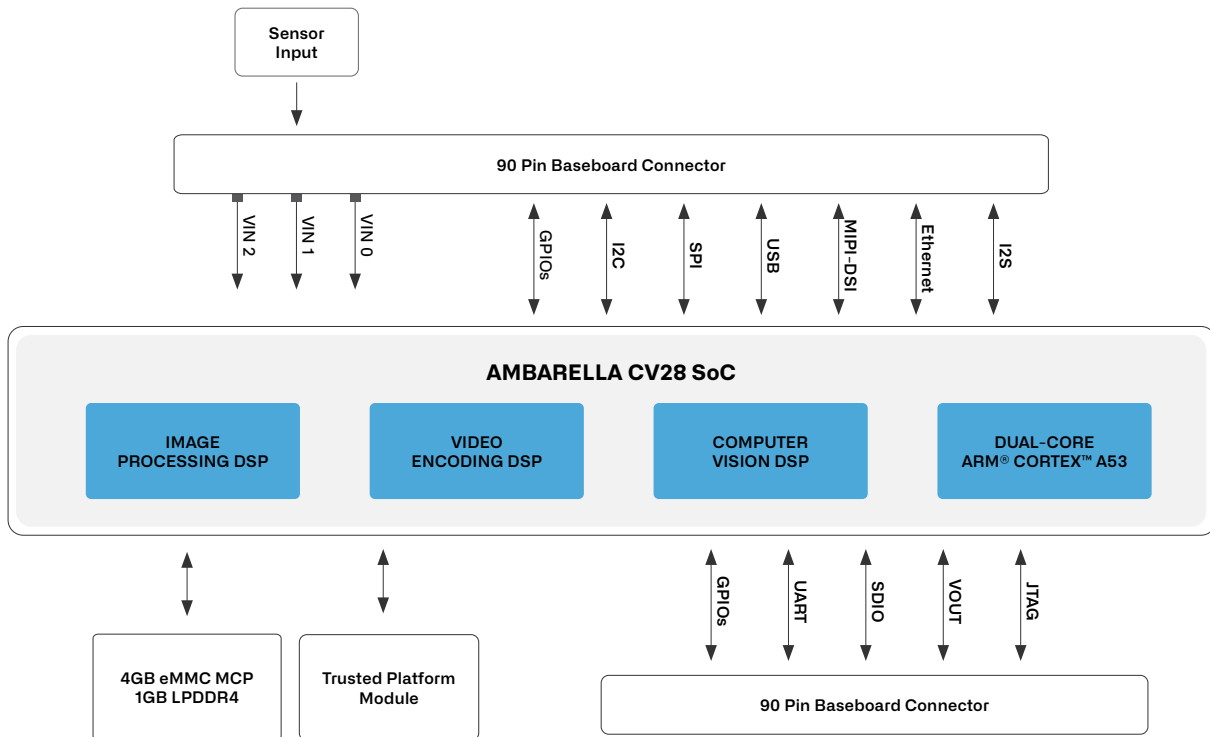 Sensor
Input
90 Pin Baseboard Connector
VIN 2
VIN 1
VIN 0
GPIOs
I2C
SPI
USB
MIPI-DSI
Ethernet
I2S
AMBARELLA CV28 SoC
IMAGE
PROCESSING DSP
VIDEO
ENCODING DSP
COMPUTER
VISION DSP
DUAL-CORE
ARM® CORTEX™ A53
GPIOs
UART
SDIO
VOUT
JTAG
4GB eMMC MCP
1GB LPDDR4
Trusted Platform
Module
90 Pin Baseboard Connector